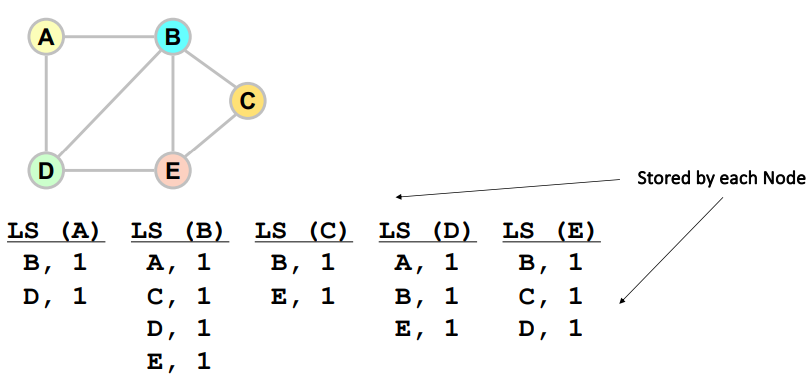 A B
C
D E
Stored by each Node
LS (A) LS (B) LS (C) LS (D) LS (E)
B, 1 A, 1 B, 1 A, 1 B, 1
D, 1 C, 1 E, 1 B, 1 C, 1
D, 1 E, 1 D, 1
E, 1